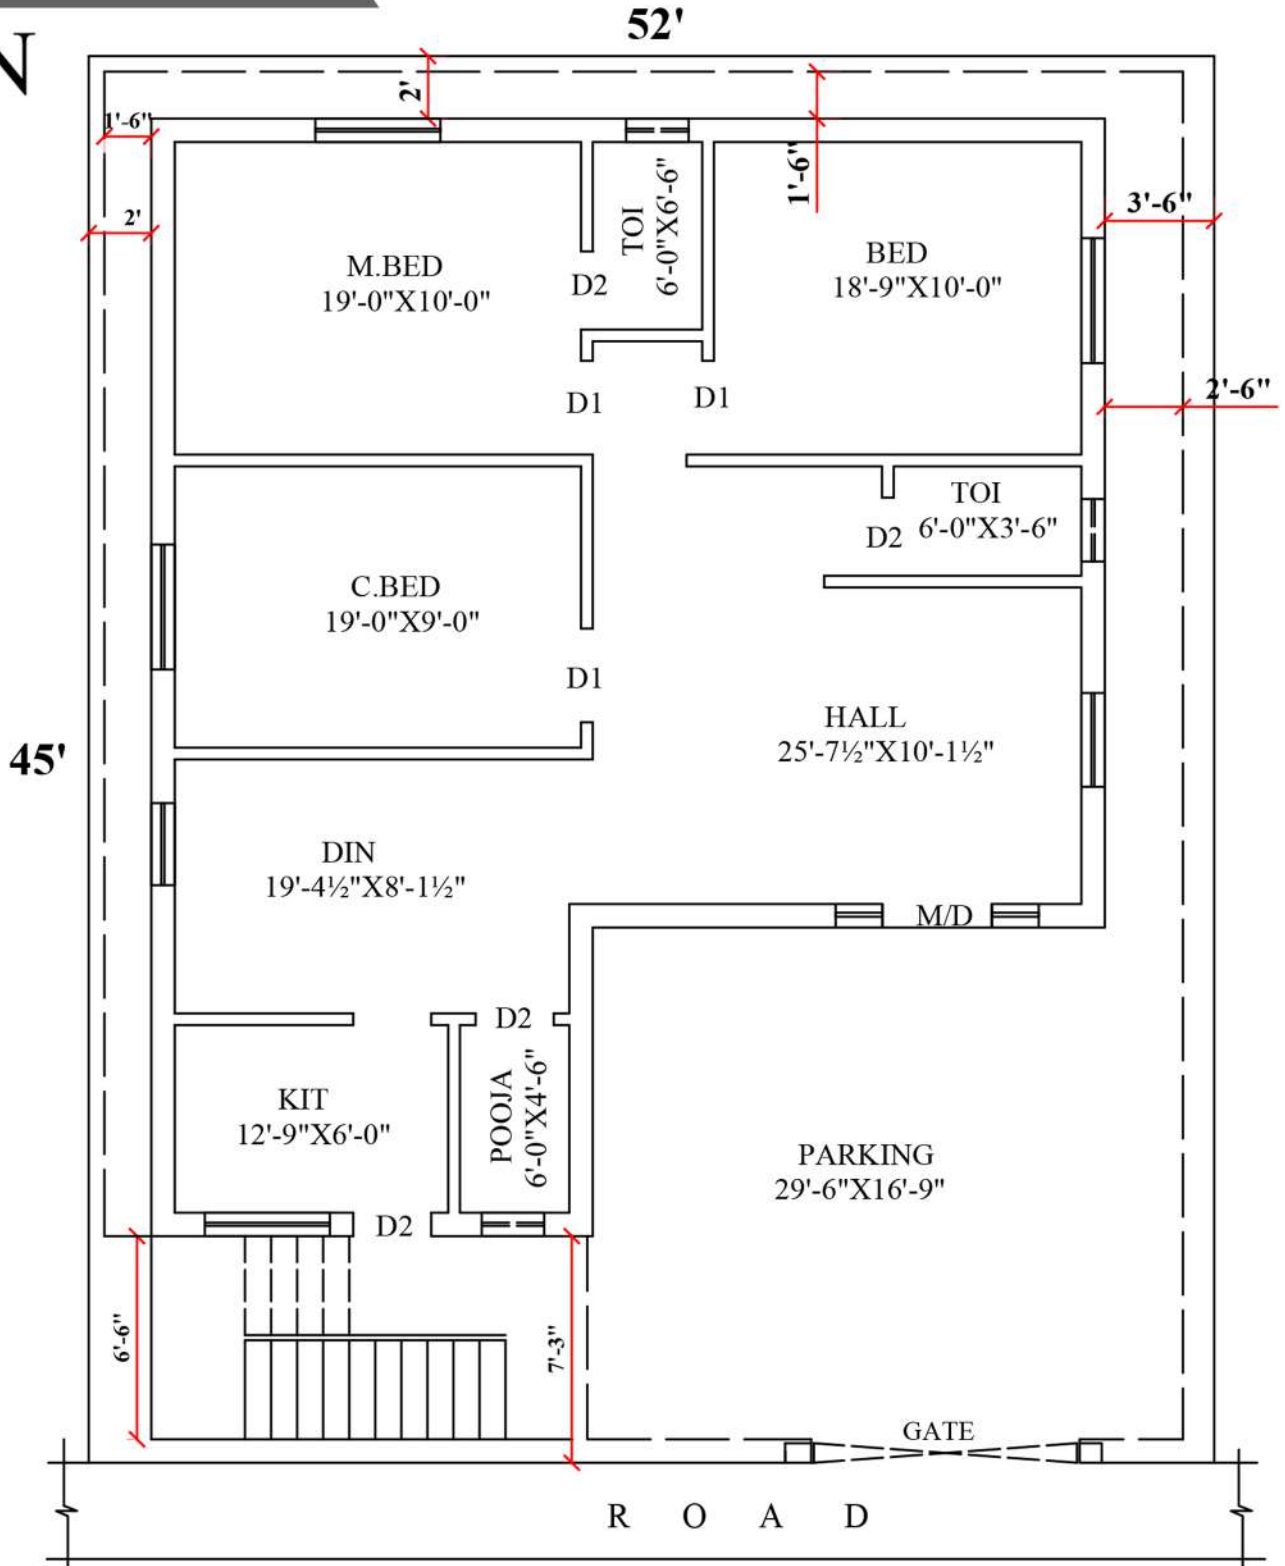 52'
N
2'
1'-6"
1'-6"
2'
3'-6"
TOI
6'-0"X6'-6"
M.BED
19'-0"X10'-0"
D2
BED
18'-9"X10'-0"
2'-6"
D1
D1
TOI
6'-0"X3'-6"
D2
C.BED
19'-0"X9'-0"
D1
HALL
25'-7½"X10'-1½"
45'
DIN
19'-4½"X8'-1½"
M/D
D2
KIT
12'-9"X6'-0"
POOJA
6'-0"X4'-6"
PARKING
29'-6"X16'-9"
D2
6'-6"
7'-3"
GATE
ROAD